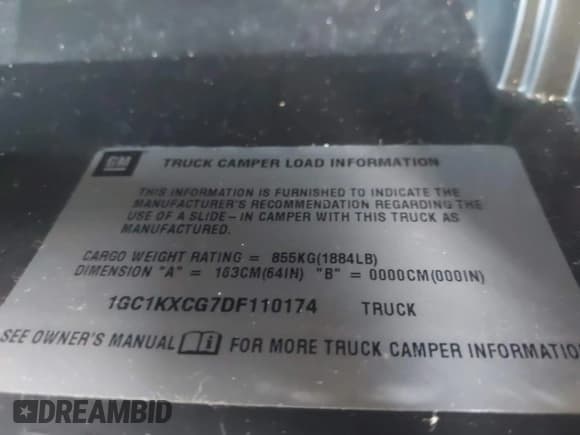 GM TRUCK CAMPER LOAD INFORMATION
THIS INFORMATION IS FURNISHED TO INDICATE THE
MANUFACTURER'S RECOMMENDATION REGARDING THE
USE OF A SLIDE-IN CAMPER WITH THIS TRUCK AS
MANUFACTURED.
CARGO WEIGHT RATING = 855KG(1884LB)
DIMENSION "A" = 163CM(64IN) "B" = 0000CM(000IN)
1GC1KXCG7DF110174 TRUCK
SEE OWNER'S MANUAL i FOR MORE TRUCK CAMPER INFORMATIO
DREAMBID